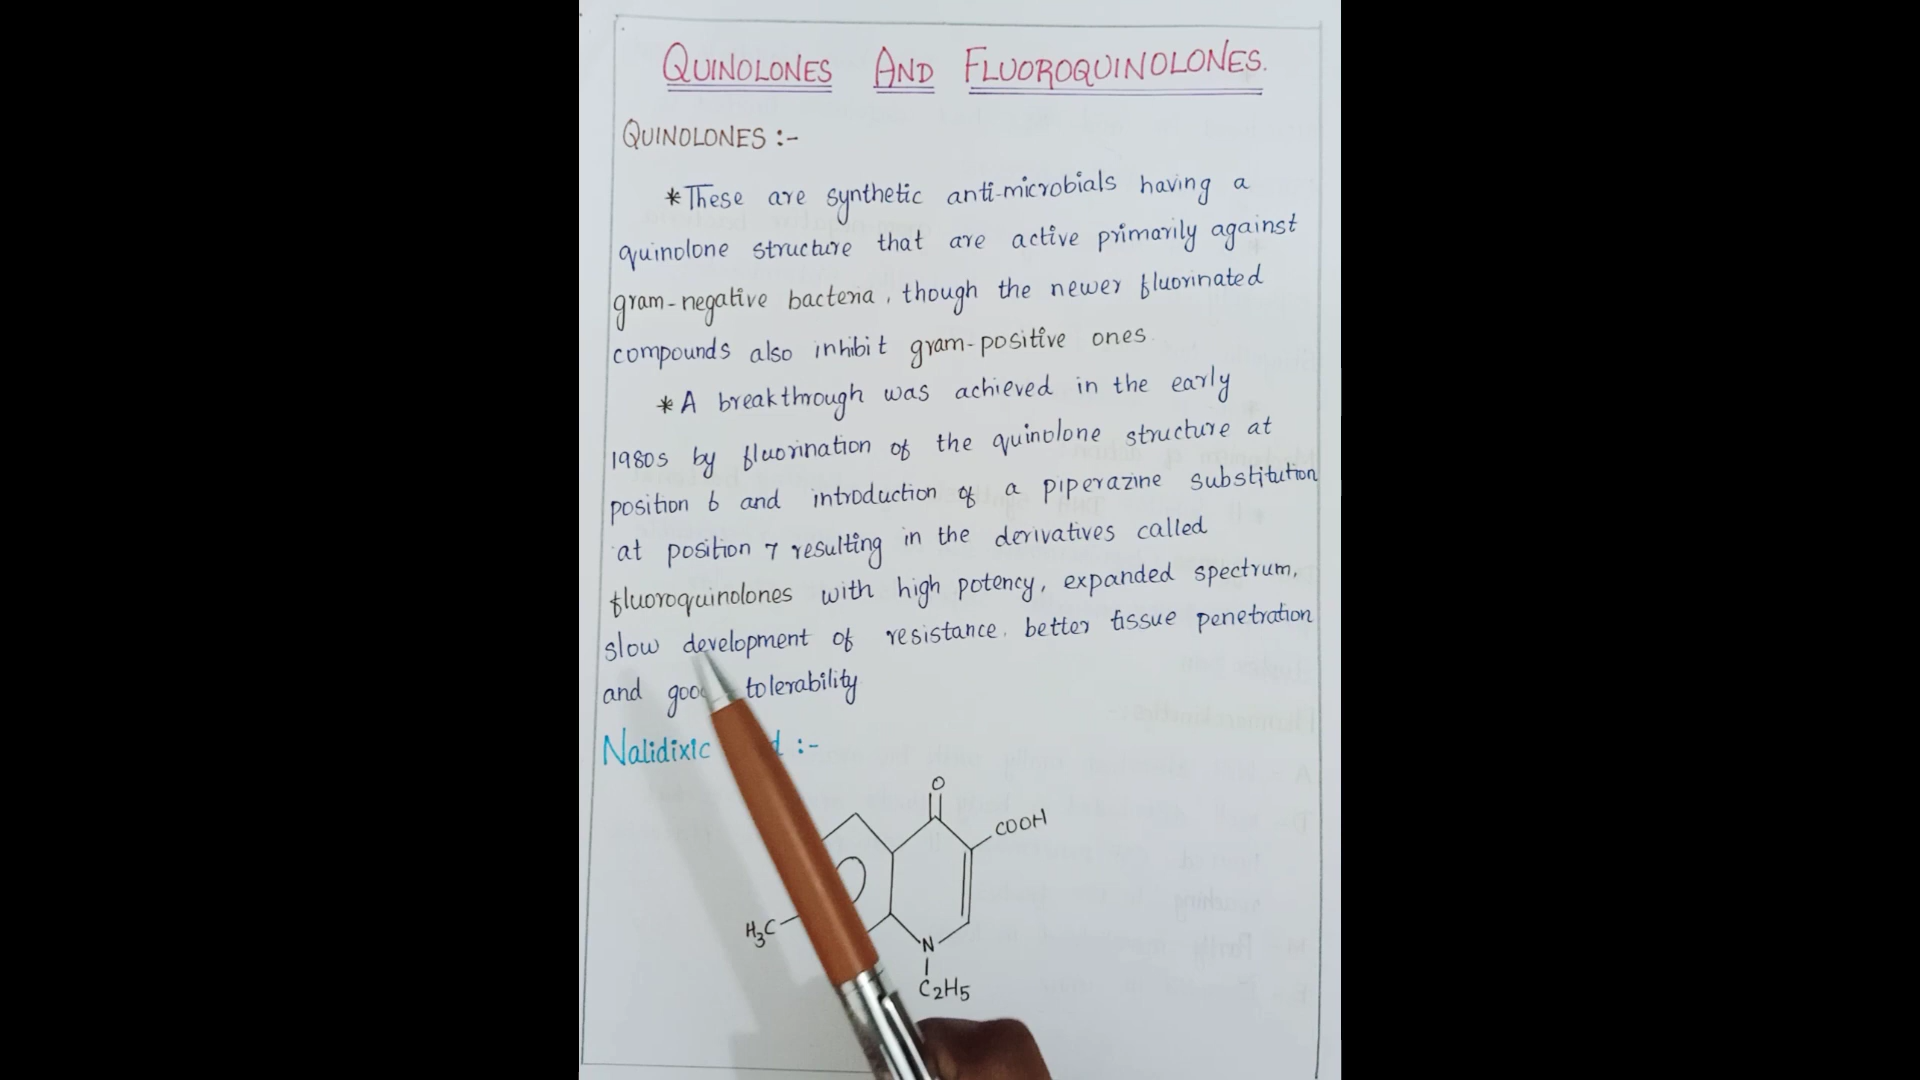 QUINOLONES AND FLUOROQUINOLONES.
QUINOLONES :-
*These are synthetic anti-microbials having a
quinolone structure that are active primarily against
gram-negative bacteria, though the newer fluorinated
compounds also inhibit gram-positive ones
*A breakthrough was achieved in the early
1980s by fluorination of the quinolone structure at
position 6 and introduction of a piperazine substitution
at position 7 resulting in the derivatives called
fluoroquinolones with high potency, expanded spectrum,
slow development of resistance. better tissue penetration
and tolerability
Nalidixic :-
O
COOH
H3C
N
C2H5